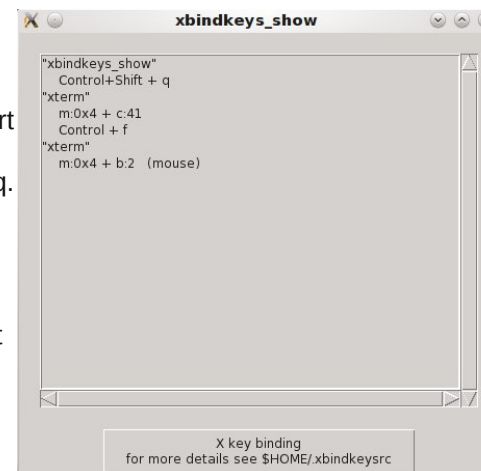 xbindkeys_show
"xbindkeys_show"
Control+Shift + q
"xterm"
m:0x4 + c:41
Control + f
"xterm"
m:0x4 + b:2 (mouse)
rt
q.
X key binding
for more details see $HOME/.xbindkeysrc